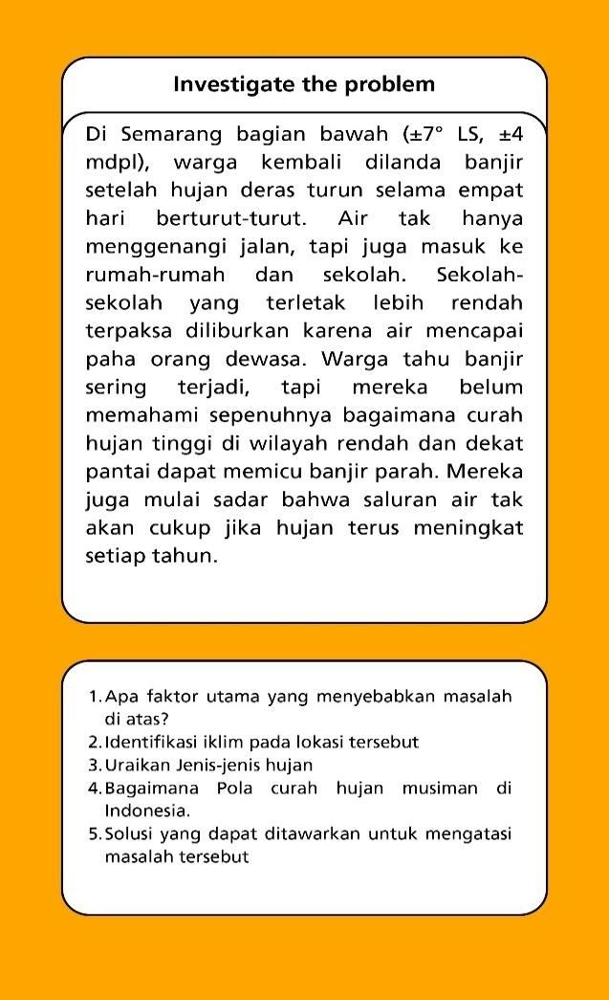 Investigate the problem
Di Semarang bagian bawah (±7° LS, ±4
mdpl), warga kembali dilanda banjir
setelah hujan deras turun selama empat
hari berturut-turut. Air tak hanya
menggenangi jalan, tapi juga masuk ke
rumah-rumah dan sekolah. Sekolah-
sekolah yang terletak lebih rendah
terpaksa diliburkan karena air mencapai
paha orang dewasa. Warga tahu banjir
sering terjadi, tapi mereka belum
memahami sepenuhnya bagaimana curah
hujan tinggi di wilayah rendah dan dekat
pantai dapat memicu banjir parah. Mereka
juga mulai sadar bahwa saluran air tak
akan cukup jika hujan terus meningkat
setiap tahun.
1. Apa faktor utama yang menyebabkan masalah
di atas?
2. Identifikasi iklim pada lokasi tersebut
3. Uraikan Jenis-jenis hujan
4. Bagaimana Pola curah hujan musiman di
Indonesia.
5. Solusi yang dapat ditawarkan untuk mengatasi
masalah tersebut